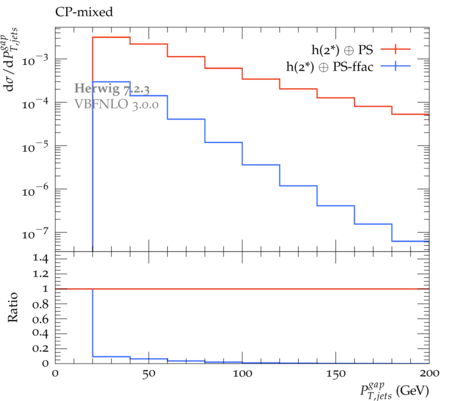 CP-mixed
dσ/dP^{gap}_{T,jets}
h(2*) ⊕ PS
h(2*) ⊕ PS-ffac
Herwig 7.2.3
VBFNLO 3.0.0
10^{−3}
10^{−4}
10^{−5}
10^{−6}
10^{−7}
Ratio
1.4
1.2
1
0.8
0.6
0.4
0.2
0
0 50 100 150 200
P^{gap}_{T,jets} (GeV)